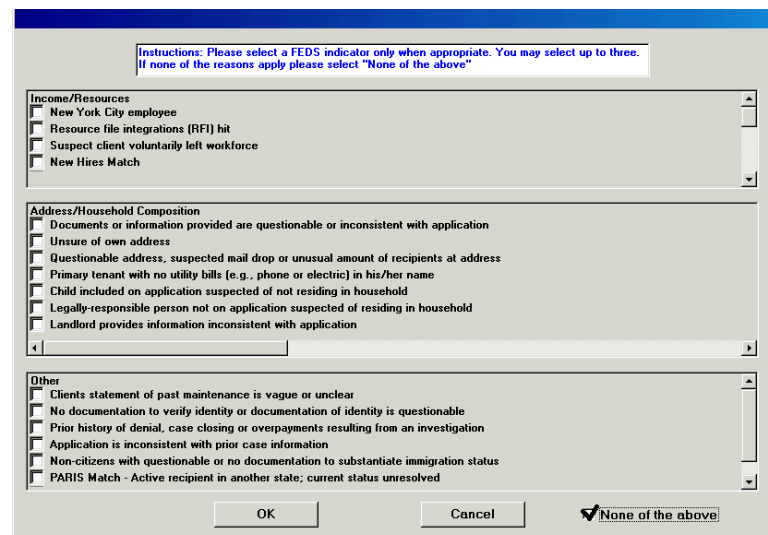 Instructions: Please select a FEDS indicator only when appropriate. You may select up to three.
If none of the reasons apply please select "None of the above"
Income/Resources
New York City employee
Resource file integrations (RFI) hit
Suspect client voluntarily left workforce
New Hires Match
Address/Household Composition
Documents or information provided are questionable or inconsistent with application
Unsure of own address
Questionable address, suspected mail drop or unusual amount of recipients at address
Primary tenant with no utility bills (e.g., phone or electric) in his/her name
Child included on application suspected of not residing in household
Legally-responsible person not on application suspected of residing in household
Landlord provides information inconsistent with application
Other
Clients statement of past maintenance is vague or unclear
No documentation to verify identity or documentation of identity is questionable
Prior history of denial, case closing or overpayments resulting from an investigation
Application is inconsistent with prior case information
Non-citizens with questionable or no documentation to substantiate immigration status
PARIS Match - Active recipient in another state; current status unresolved
OK Cancel None of the above